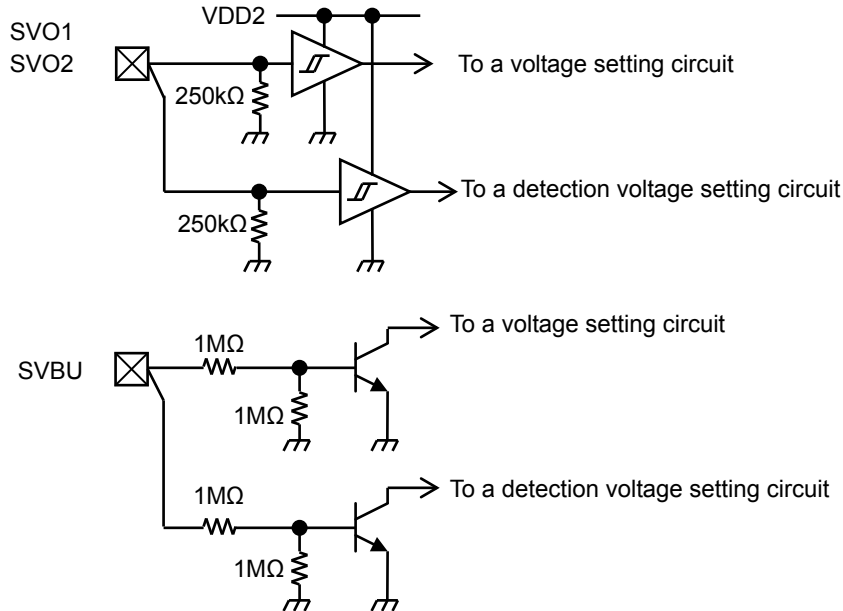 VDD2
SVO1
SVO2
To a voltage setting circuit
250kΩ
To a detection voltage setting circuit
250kΩ
To a voltage setting circuit
1MΩ
SVBU
1MΩ
To a detection voltage setting circuit
1MΩ
1MΩ